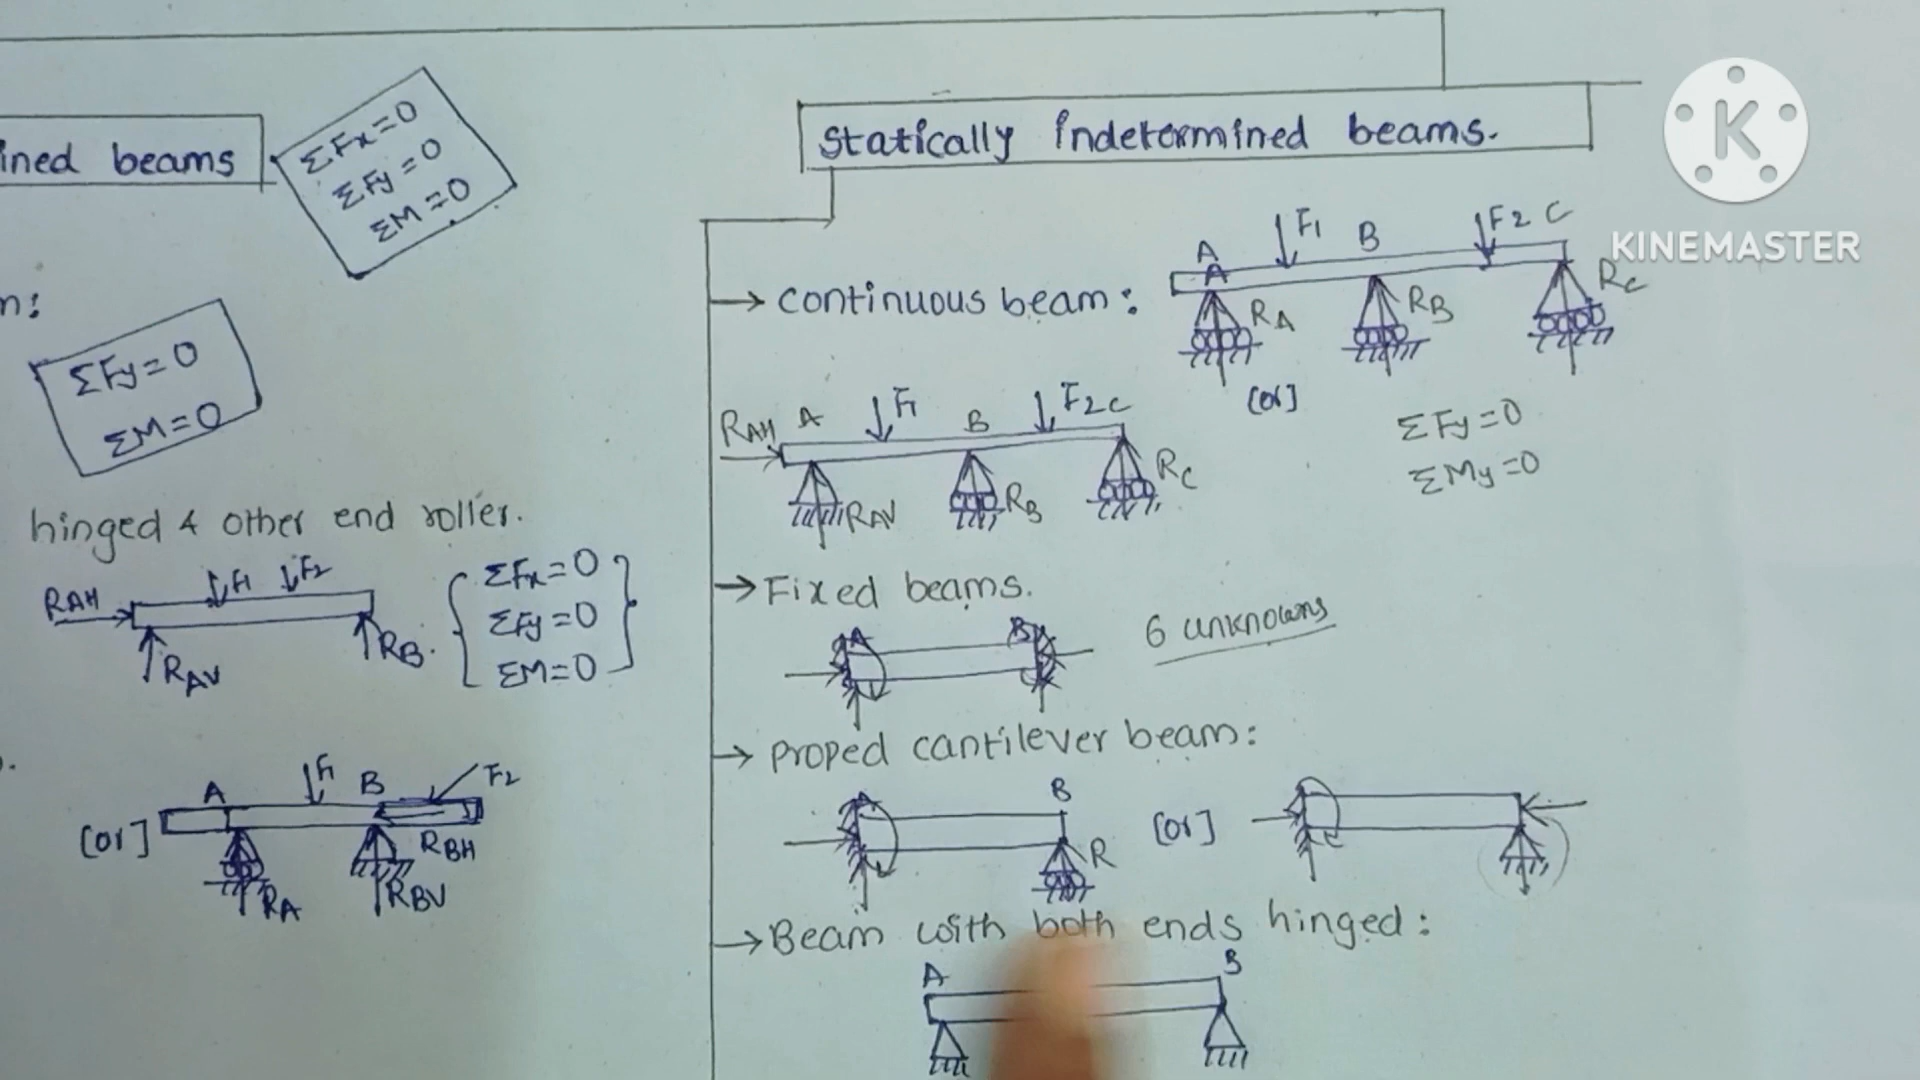 ined beams
ΣFx=0
ΣFy=0
ΣM=0
n:
ΣFy=0
ΣM=0
hinged & other end roller.
RAH F1 F2
RAV RB.
ΣFx=0
ΣFy=0
ΣM=0
[or] A F1 B F2
RBH
RA RBV
Statically indetermined beams.
→ continuous beam:
A F1 B F2 C
A
RA RB RC
[or]
ΣFy=0
ΣMy=0
RAH A F1 B F2 C
RAV RB RC
→ Fixed beams.
A B
6 unknowns
→ proped cantilever beam:
A B
R
[or]
→ Beam with both ends hinged:
A B
K
KINEMASTER